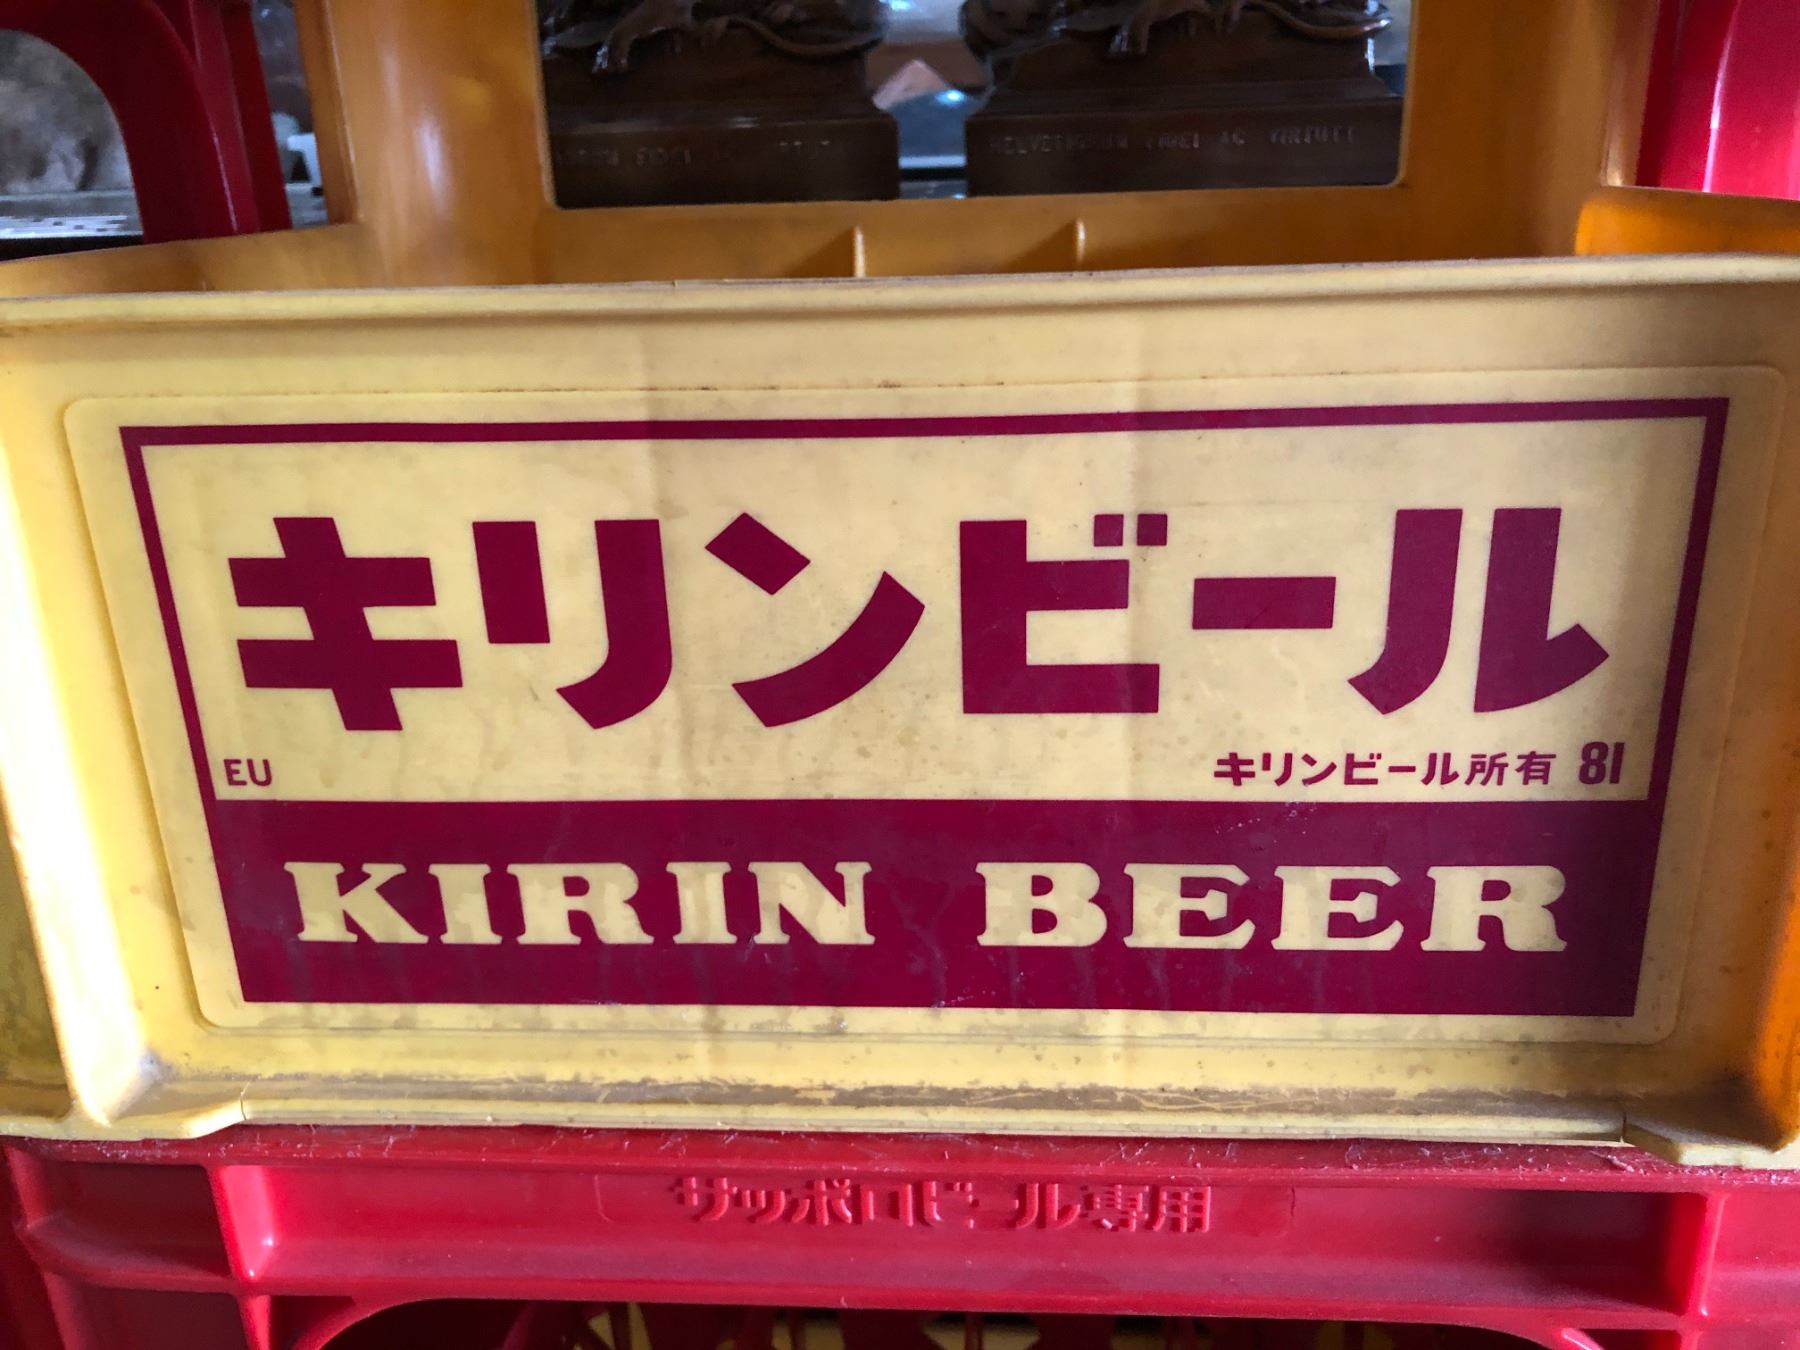 キリンビール
EU
キリンビール所有 81
KIRIN BEER
サッポロビール専用